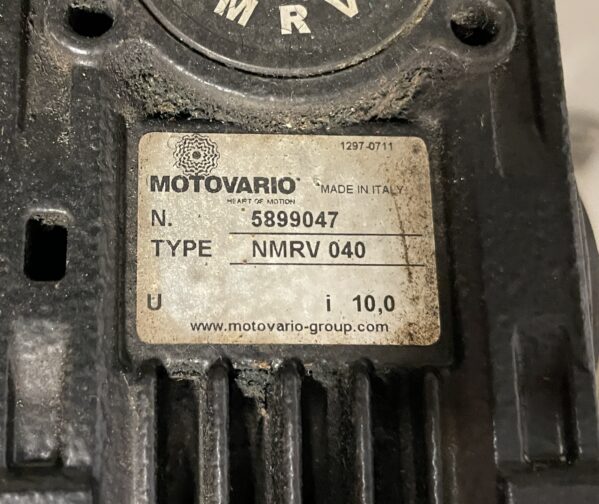 MRV
1297-0711
MOTOVARIO® MADE IN ITALY
HEART OF MOTION
N. 5899047
TYPE NMRV 040
U i 10,0
www.motovario-group.com